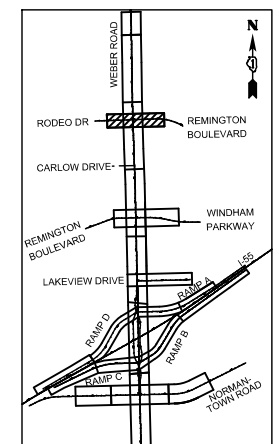 WEBER ROAD
N
RODEO DR
REMINGTON
BOULEVARD
CARLOW DRIVE
REMINGTON
BOULEVARD
WINDHAM
PARKWAY
LAKEVIEW DRIVE
RAMP A
I-55
RAMP D
RAMP B
RAMP C
NORMAN-
TOWN ROAD